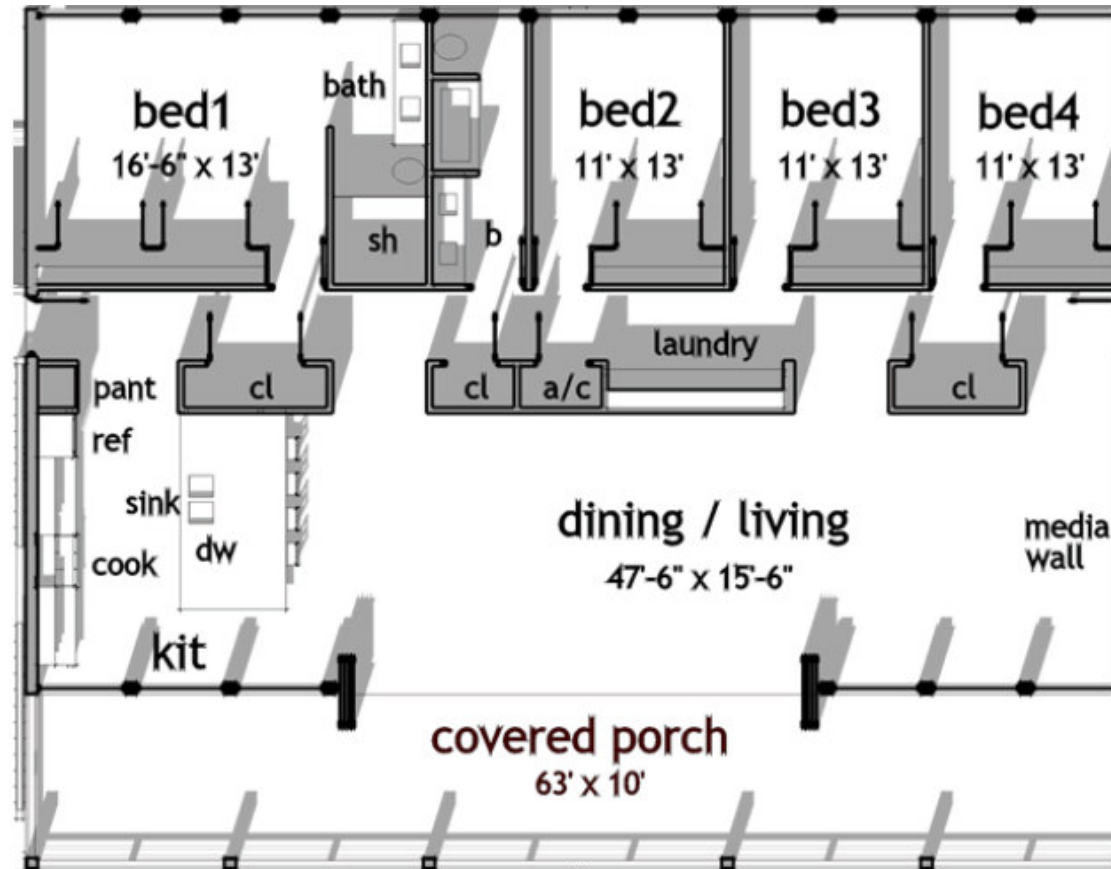 bath
bed1
16'-6" x 13'
bed2
11' x 13'
bed3
11' x 13'
bed4
11' x 13'
sh
b
laundry
pant
cl
cl
a/c
cl
ref
sink
dw
cook
dining / living
47'-6" x 15'-6"
media
wall
kit
covered porch
63' x 10'